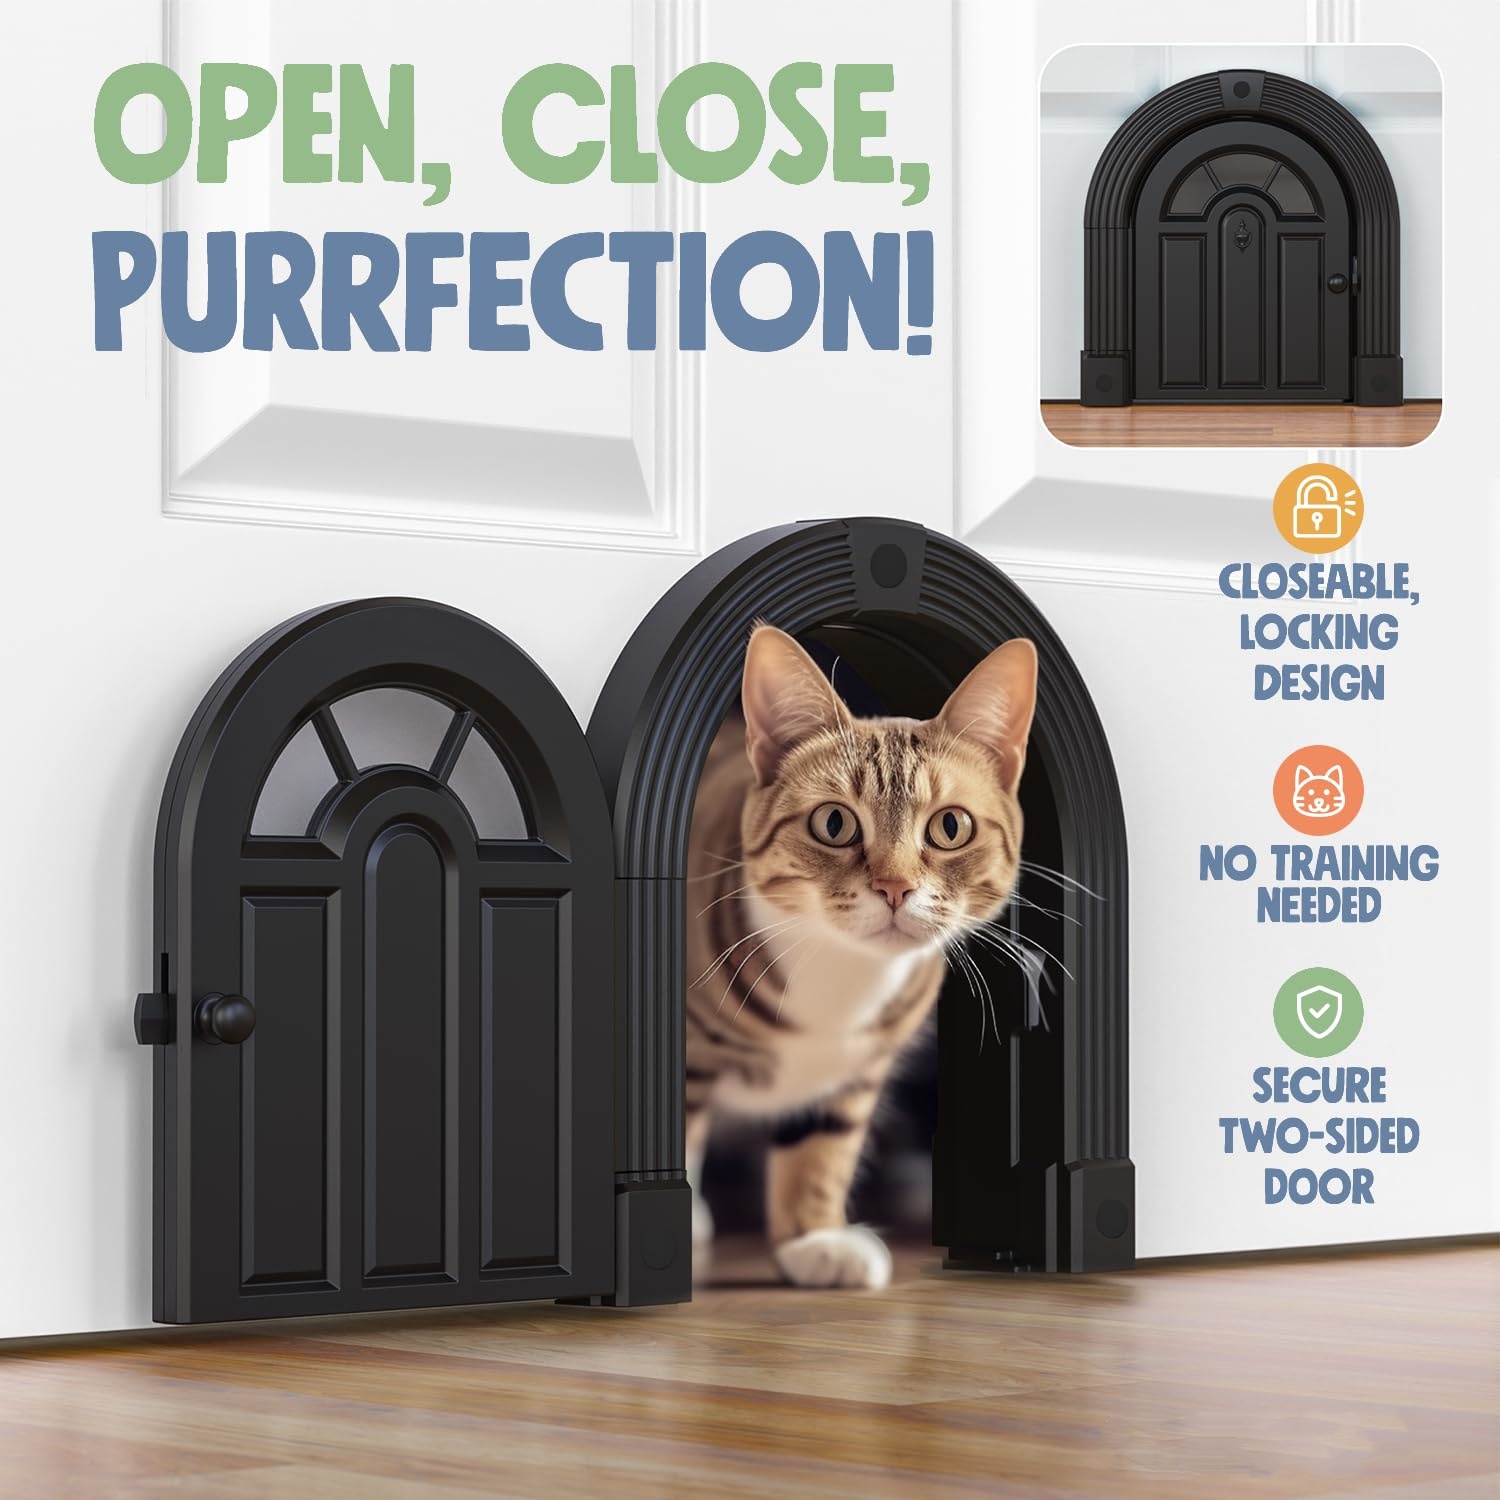 OPEN, CLOSE,
PURRFECTION!
CLOSEABLE,
LOCKING
DESIGN
NO TRAINING
NEEDED
SECURE
TWO-SIDED
DOOR